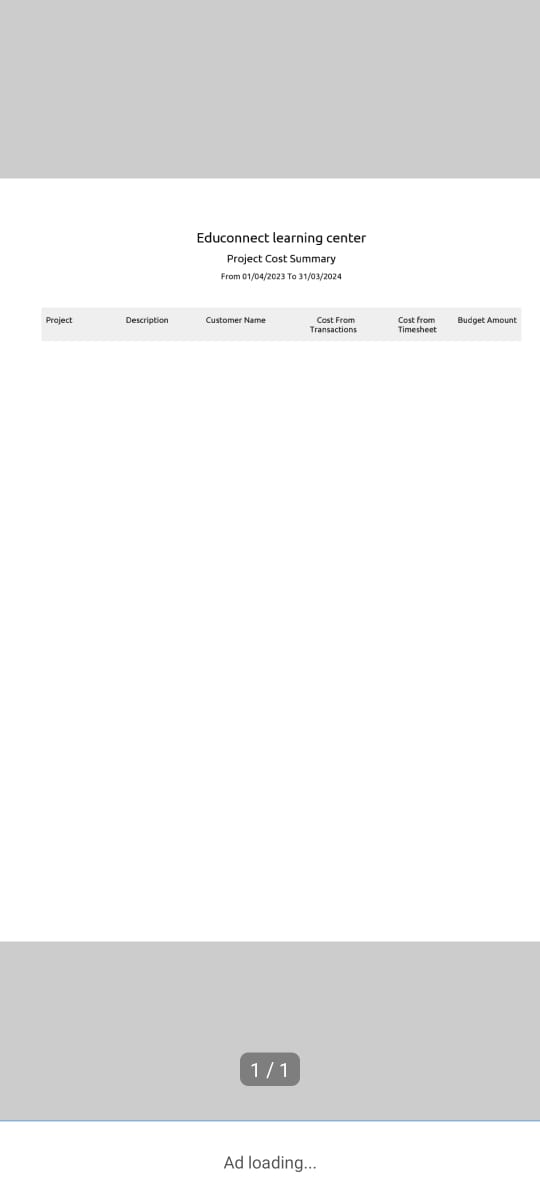 Educonnect learning center
Project Cost Summary
From 01/04/2023 To 31/03/2024
Project Description Customer Name Cost From Cost from Budget Amount
Transactions Timesheet
1 / 1
Ad loading...